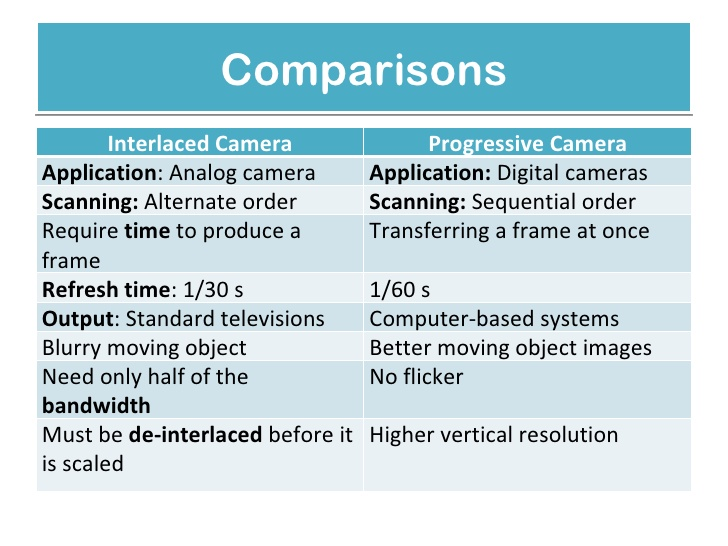 Comparisons
Interlaced Camera
Progressive Camera
Application: Analog camera
Application: Digital cameras
Scanning: Alternate order
Scanning: Sequential order
Require time to produce a
frame
Transferring a frame at once
Refresh time: 1/30 s
1/60 s
Output: Standard televisions
Computer-based systems
Blurry moving object
Better moving object images
Need only half of the
bandwidth
No flicker
Must be de-interlaced before it
is scaled
Higher vertical resolution